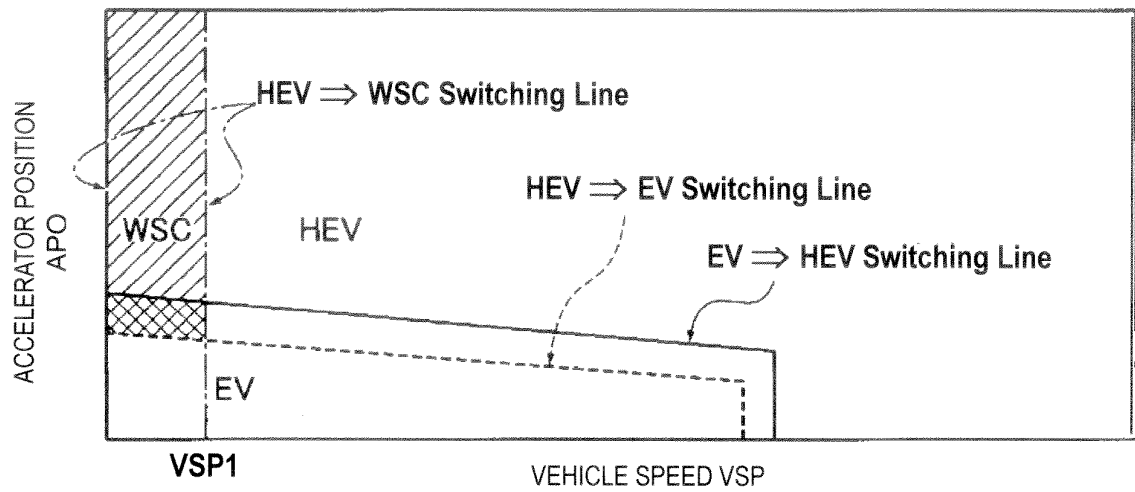 HEV ⇒ WSC Switching Line
HEV ⇒ EV Switching Line
EV ⇒ HEV Switching Line
WSC
HEV
EV
ACCELERATOR POSITION
APO
VSP1
VEHICLE SPEED VSP